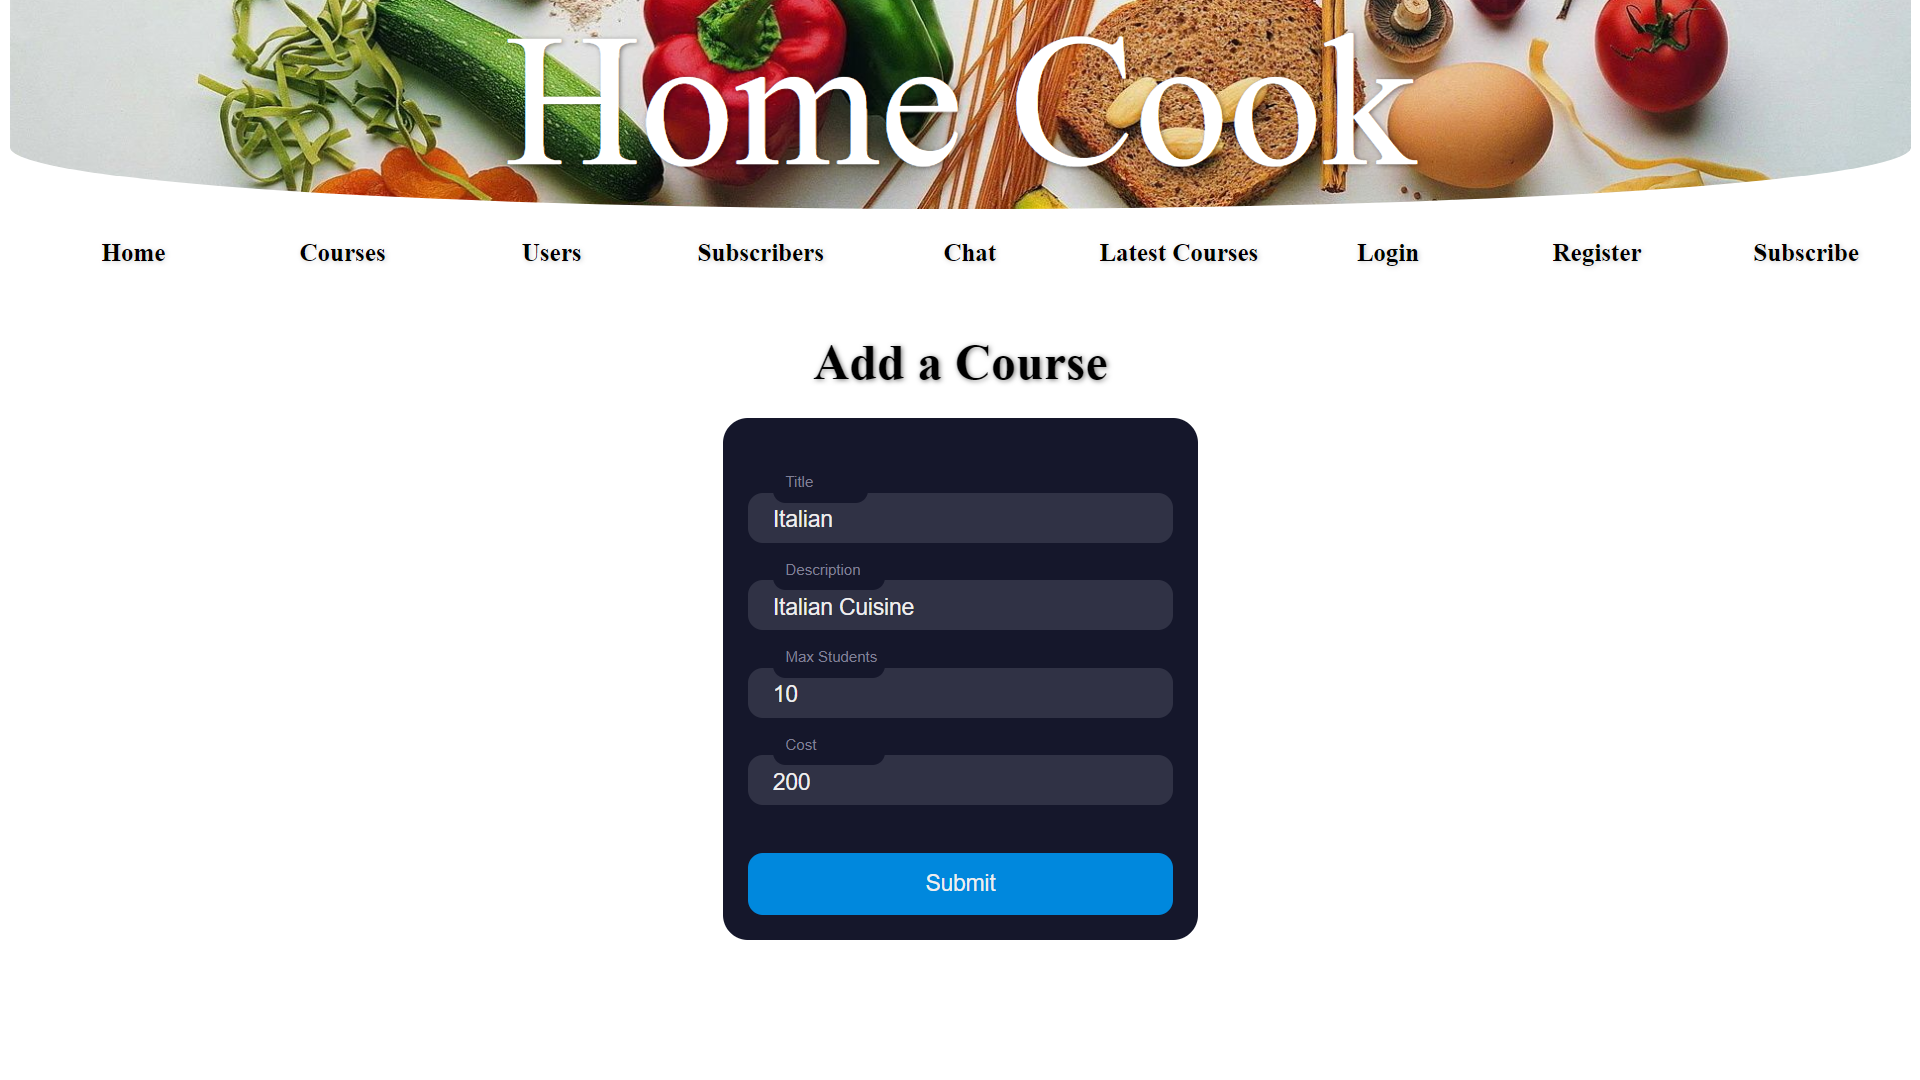 Home Cook
Home Courses Users Subscribers Chat Latest Courses Login Register Subscribe
Add a Course
Title
Italian
Description
Italian Cuisine
Max Students
10
Cost
200
Submit